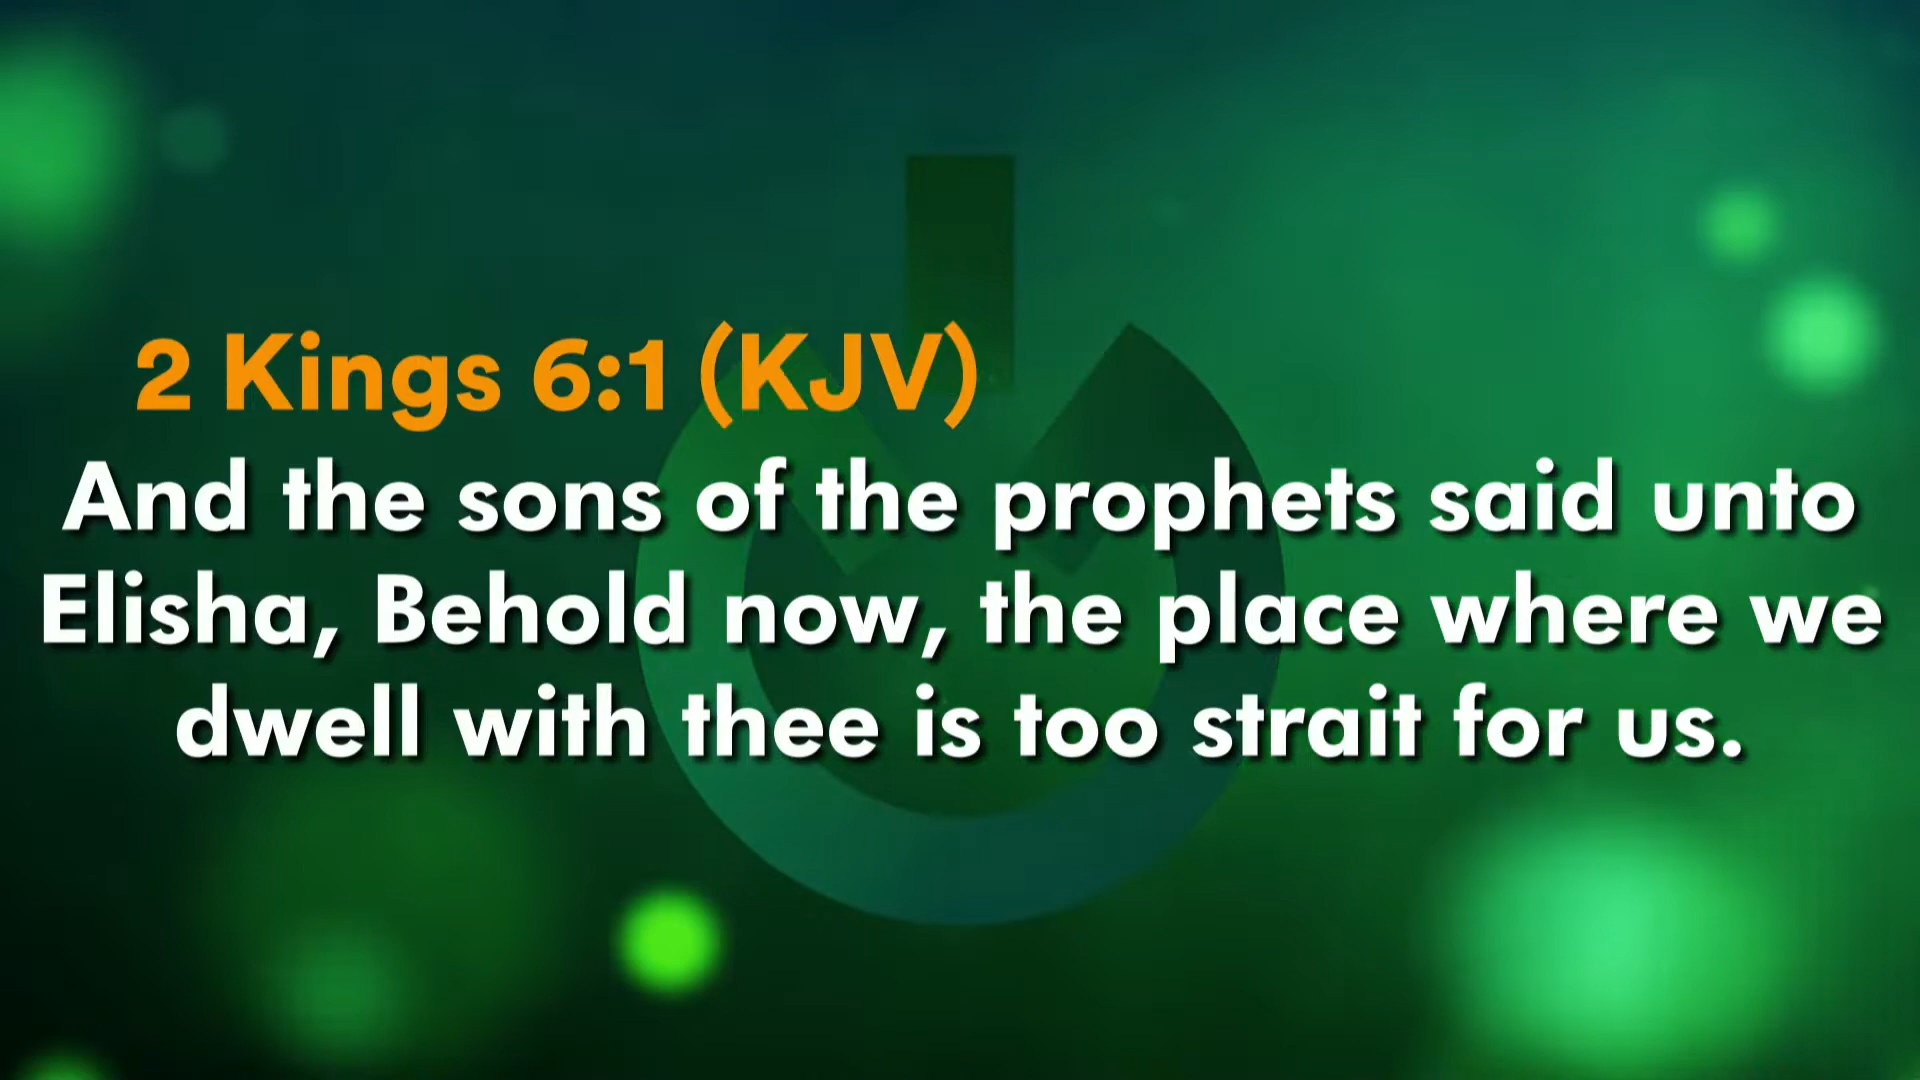 2 Kings 6:1 (KJV)
And the sons of the prophets said unto
Elisha, Behold now, the place where we
dwell with thee is too strait for us.